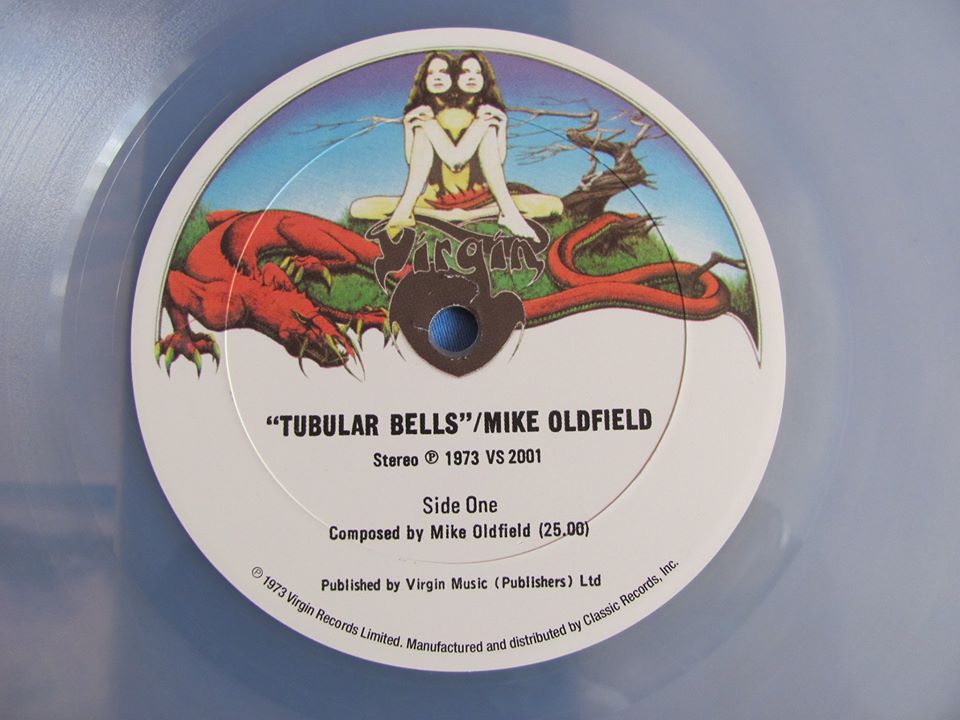 Virgin
“TUBULAR BELLS”/MIKE OLDFIELD
Stereo ℗ 1973 VS 2001
Side One
Composed by Mike Oldfield (25.00)
Published by Virgin Music (Publishers) Ltd
℗ 1973 Virgin Records Limited. Manufactured and distributed by Classic Records, Inc.